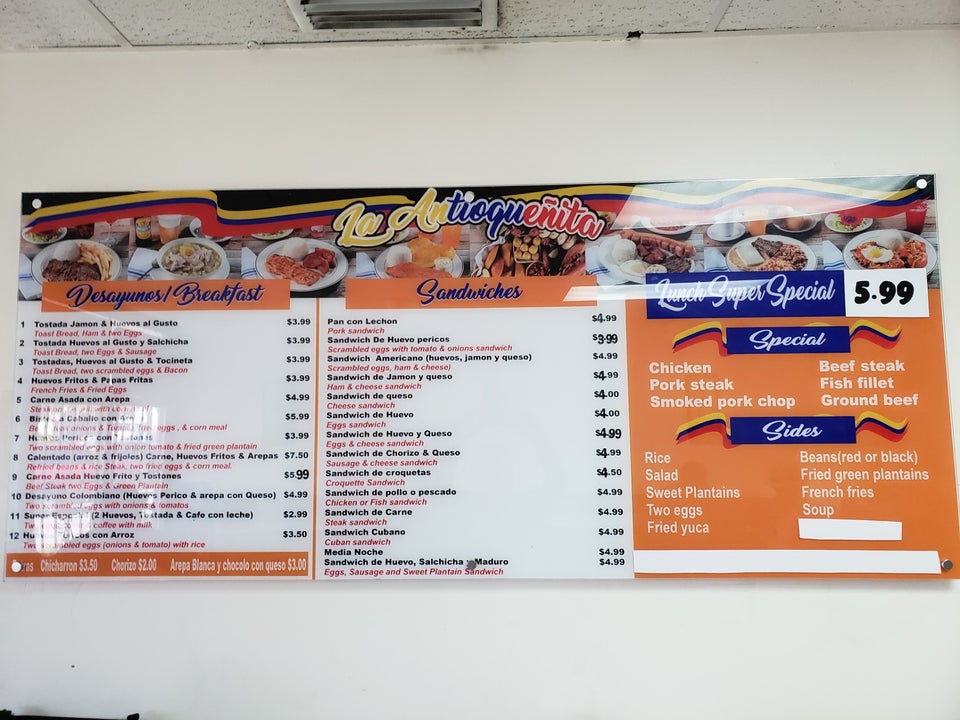 La Antioqueñita
Desayunos/Breakfast
1 Tostada Jamon & Huevos al Gusto $3.99
Toast Bread, Ham & two Eggs
2 Tostada Huevos al Gusto y Salchicha $3.99
Toast Bread, two Eggs & Sausage
3 Tostadas, Huevos al Gusto & Tocineta $3.99
Toast Bread, two scrambled eggs & Bacon
4 Huevos Fritos & Papas Fritas $3.99
French Fries & Fried Eggs
5 Carne Asada con Arepa $4.99
with corn
6 a Caballo con $5.99
onions & eggs , & corn meal
7 Pericos con $3.99
Two scrambled eggs with onion tomato & fried green plantain
8 Calentado (arroz & frijoles) Carne, Huevos Fritos & Arepas $7.50
Refried beans & rice Steak, two fried eggs & corn meal.
9 Carne Asada Huevo Frito y Tostones $5.99
Beef Steak two Eggs & Green Plantain
10 Desayuno Colombiano (Huevos Perico & arepa con Queso) $4.99
Two scrambled eggs with onions & tomatoes
11 Super Especial (2 Huevos, Tostada & Cafe con leche) $2.99
coffee with milk
12 con Arroz $3.50
Two scrambled eggs (onions & tomato) with rice
Chicharron $3.50 Chorizo $2.00 Arepa Blanca y chocolo con queso $3.00
Sandwiches
Pan con Lechon $4.99
Pork sandwich
Sandwich De Huevo pericos $3.99
Scrambled eggs with tomato & onions sandwich
Sandwich Americano (huevos, jamon y queso) $4.99
Scrambled eggs, ham & cheese)
Sandwich de Jamon y queso $4.99
Ham & cheese sandwich
Sandwich de queso $4.00
Cheese sandwich
Sandwich de Huevo $4.00
Eggs sandwich
Sandwich de Huevo y Queso $4.99
Eggs & cheese sandwich
Sandwich de Chorizo & Queso $4.99
Sausage & cheese sandwich
Sandwich de croquetas $4.50
Croquette Sandwich
Sandwich de pollo o pescado $4.99
Chicken or Fish sandwich
Sandwich de Carne $4.99
Steak sandwich
Sandwich Cubano $4.99
Cuban sandwich
Media Noche $4.99
Sandwich de Huevo, Salchicha y Maduro $4.99
Eggs, Sausage and Sweet Plantain Sandwich
Lunch Super Special 5.99
Special
Chicken Beef steak
Pork steak Fish fillet
Smoked pork chop Ground beef
Sides
Rice Beans(red or black)
Salad Fried green plantains
Sweet Plantains French fries
Two eggs Soup
Fried yuca